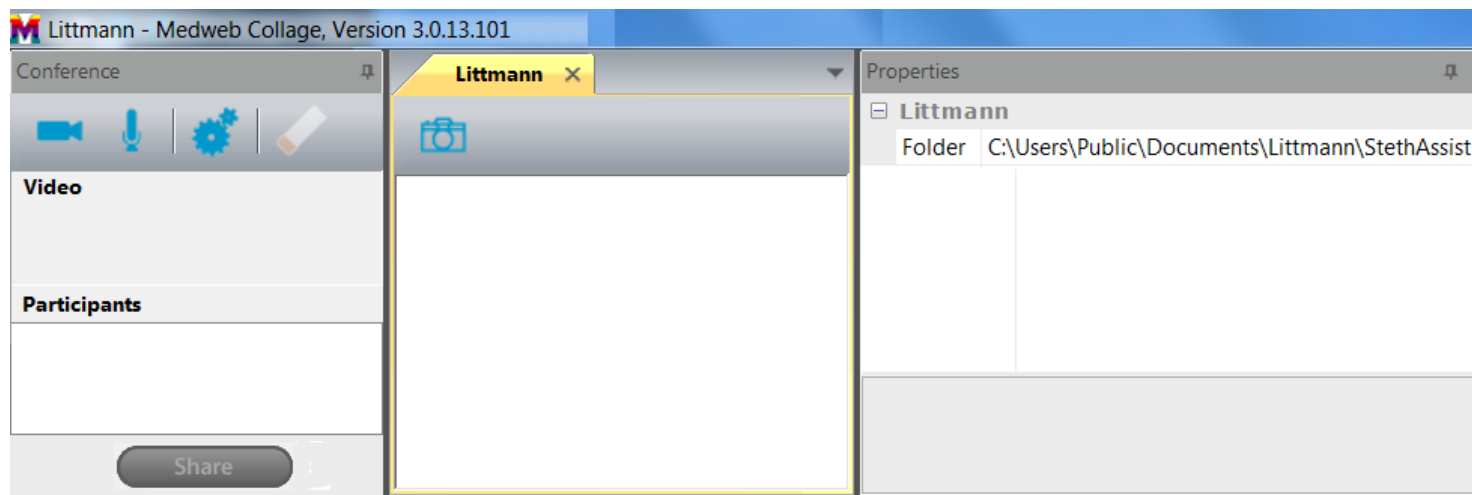 Littmann - Medweb Collage, Version 3.0.13.101
Conference
Video
Participants
Share
Littmann
Properties
Littmann
Folder C:\Users\Public\Documents\Littmann\StethAssist